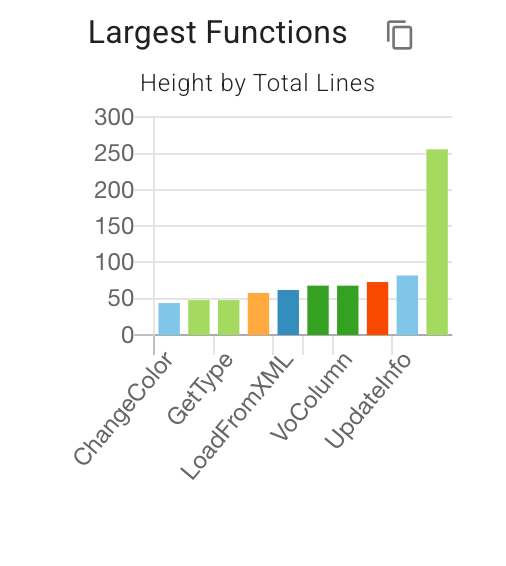 Largest Functions
Height by Total Lines
300
250
200
150
100
50
0
ChangeColor
GetType
LoadFromXML
VoColumn
UpdateInfo